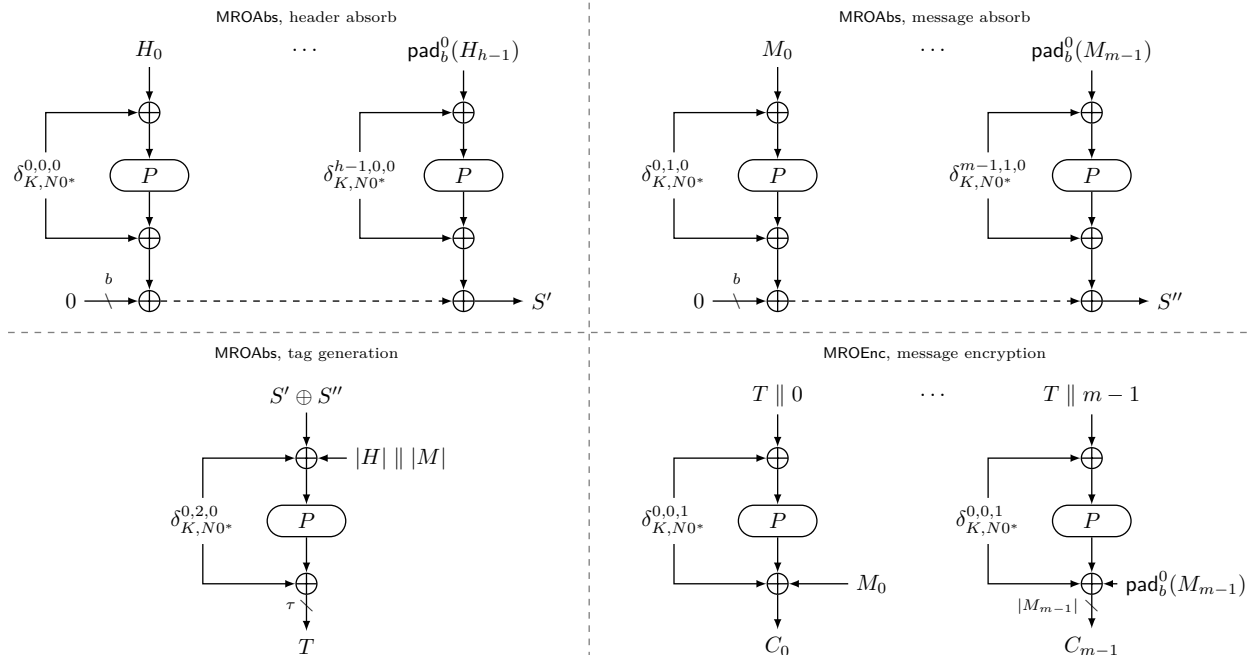 MROAbs, header absorb
H_0 ··· pad_b^0(H_{h−1})
δ_{K,N0*}^{0,0,0} P δ_{K,N0*}^{h−1,0,0} P
b
0 S′
MROAbs, message absorb
M_0 ··· pad_b^0(M_{m−1})
δ_{K,N0*}^{0,1,0} P δ_{K,N0*}^{m−1,1,0} P
b
0 S″
MROAbs, tag generation
S′ ⊕ S″
|H| ∥ |M|
δ_{K,N0*}^{0,2,0} P
τ
T
MROEnc, message encryption
T ∥ 0 ··· T ∥ m − 1
δ_{K,N0*}^{0,0,1} P δ_{K,N0*}^{0,0,1} P
M_0 pad_b^0(M_{m−1})
|M_{m−1}|
C_0 C_{m−1}